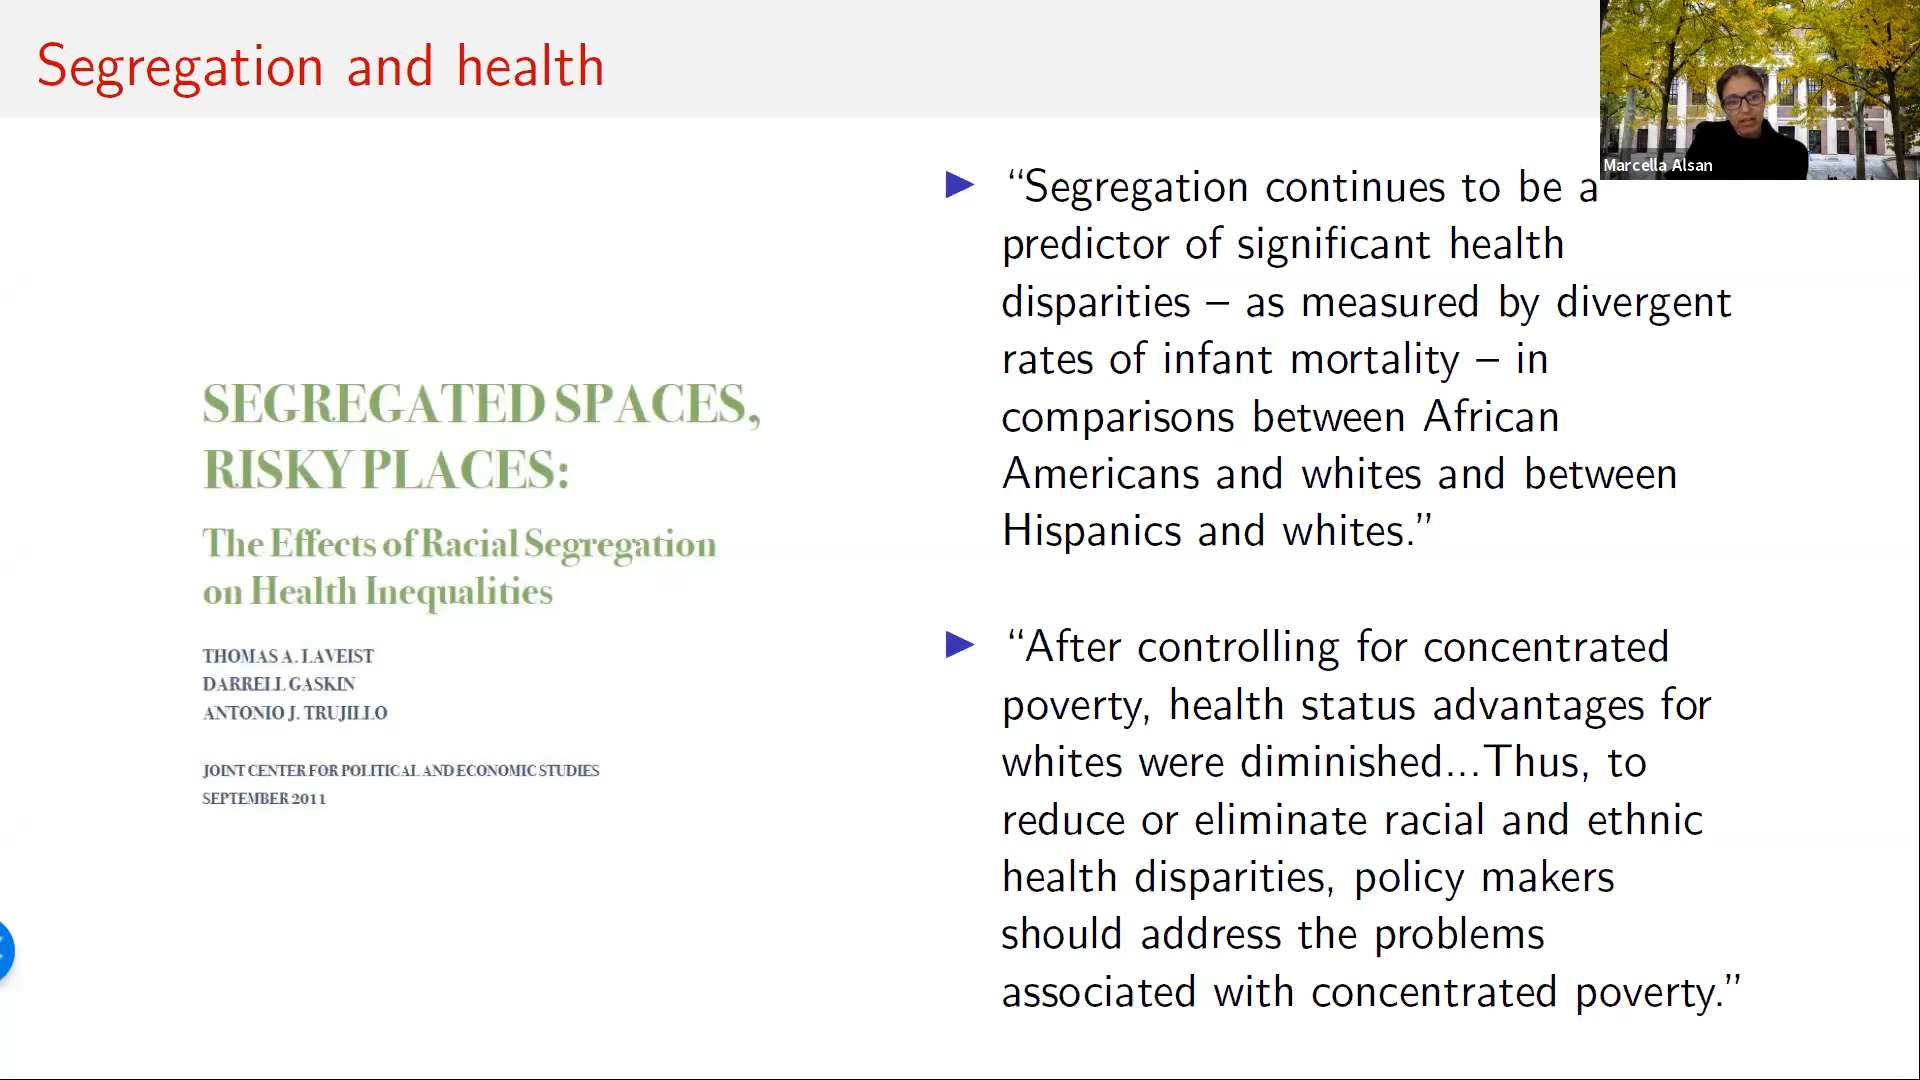 Segregation and health
Marcella Alsan
SEGREGATED SPACES,
RISKY PLACES:
The Effects of Racial Segregation
on Health Inequalities
THOMAS A. LAVEIST
DARRELL GASKIN
ANTONIO J. TRUJILLO
JOINT CENTER FOR POLITICAL AND ECONOMIC STUDIES
SEPTEMBER 2011
“Segregation continues to be a
predictor of significant health
disparities – as measured by divergent
rates of infant mortality – in
comparisons between African
Americans and whites and between
Hispanics and whites.”
“After controlling for concentrated
poverty, health status advantages for
whites were diminished...Thus, to
reduce or eliminate racial and ethnic
health disparities, policy makers
should address the problems
associated with concentrated poverty.”